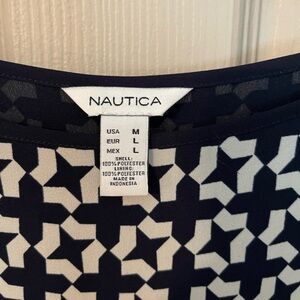 NAUTICA
USA M
EUR L
MEX L
SHELL:
100%POLYESTER
LINING:
100%POLYESTER
MADE IN
INDONESIA